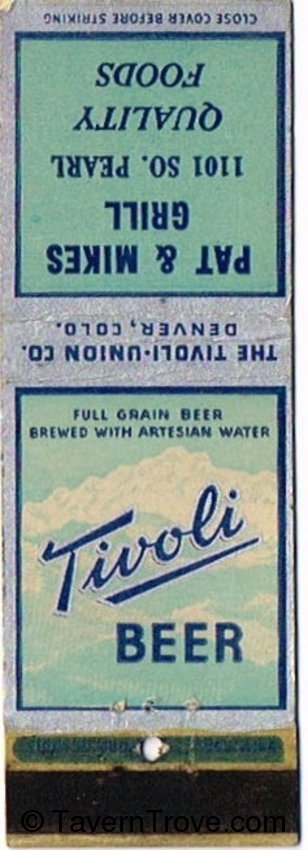 CLOSE COVER BEFORE STRIKING
PAT & MIKES
GRILL
1101 SO. PEARL
QUALITY
FOODS
THE TIVOLI-UNION CO.
DENVER, COLO.
FULL GRAIN BEER
BREWED WITH ARTESIAN WATER
Tivoli
BEER
© TavernTrove.com